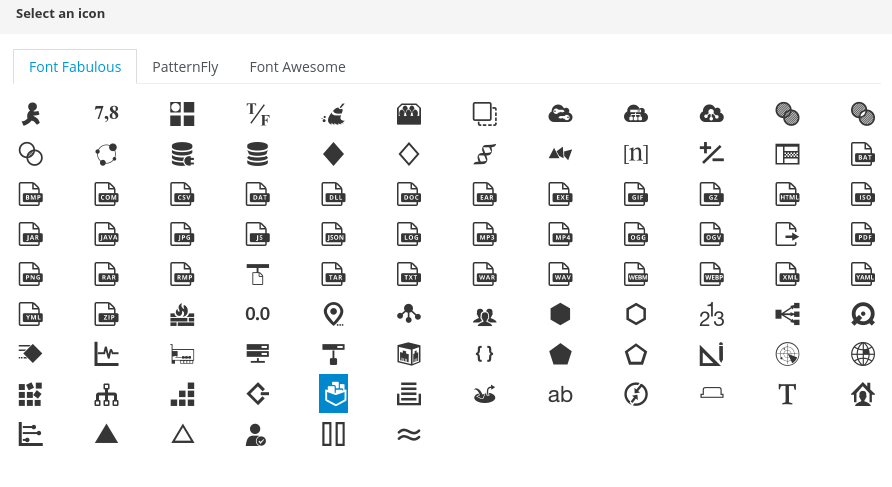 Select an icon
Font Fabulous PatternFly Font Awesome
7,8 T/F
[n] BAT
BMP COM CSV DAT DLL DOC EAR EXE GIF GZ HTML ISO
JAR JAVA JPG JS JSON LOG MP3 MP4 OGG OGV PDF
PNG RAR RMP TAR TXT WAR WAV WEBM WEBP XML YAML
YML ZIP 0.0 123
{ }
ab T